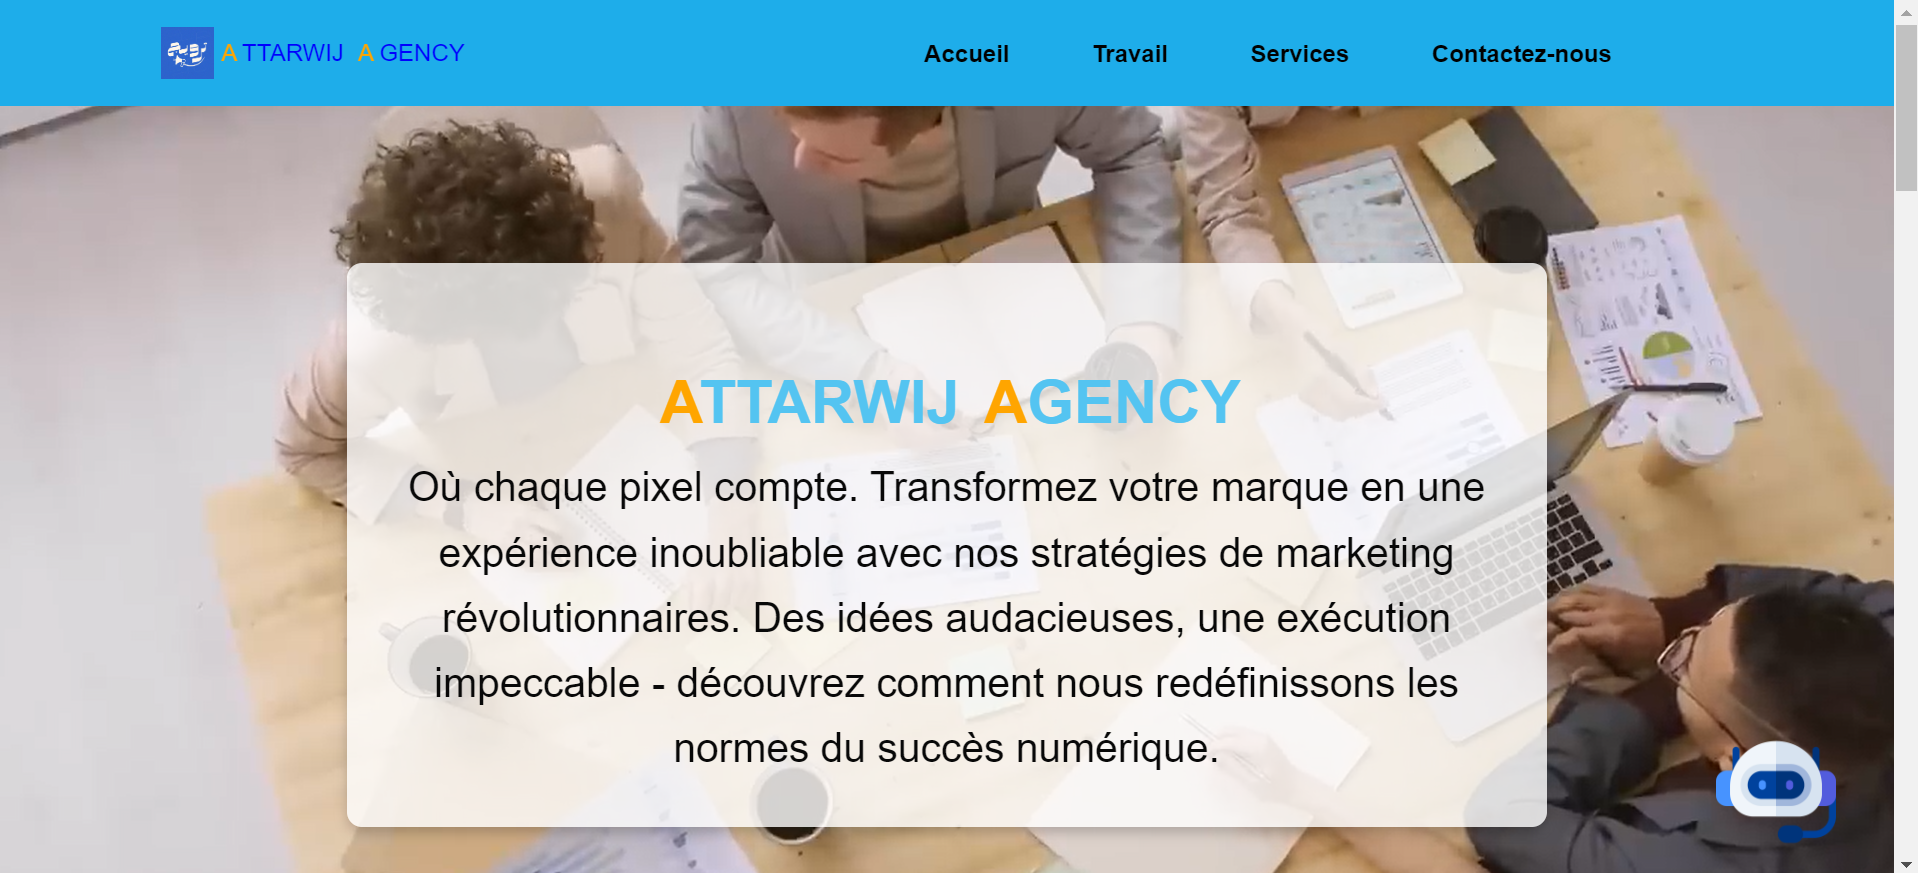 ATTARWIJ AGENCY
Accueil
Travail
Services
Contactez-nous
ATTARWIJ AGENCY
Où chaque pixel compte. Transformez votre marque en une
expérience inoubliable avec nos stratégies de marketing
révolutionnaires. Des idées audacieuses, une exécution
impeccable - découvrez comment nous redéfinissons les
normes du succès numérique.